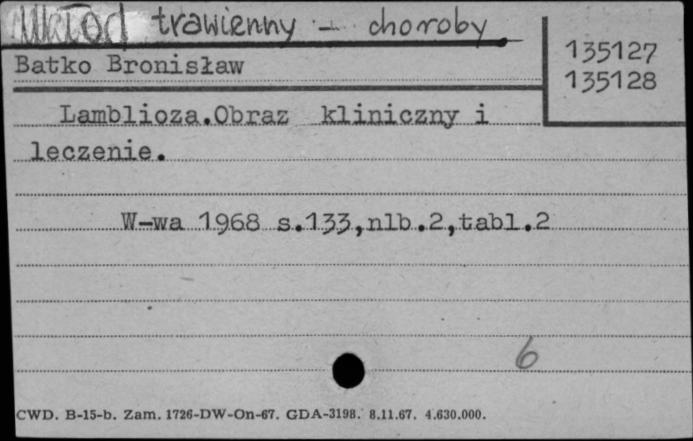 Układ trawienny - choroby
135127
135128
Batko Bronisław
Lamblioza.Obraz kliniczny i
leczenie.
W-wa 1968 s.133,nlb.2,tabl.2
6
CWD. B-15-b. Zam. 1726-DW-On-67. GDA-3198. 8.11.67. 4.630.000.